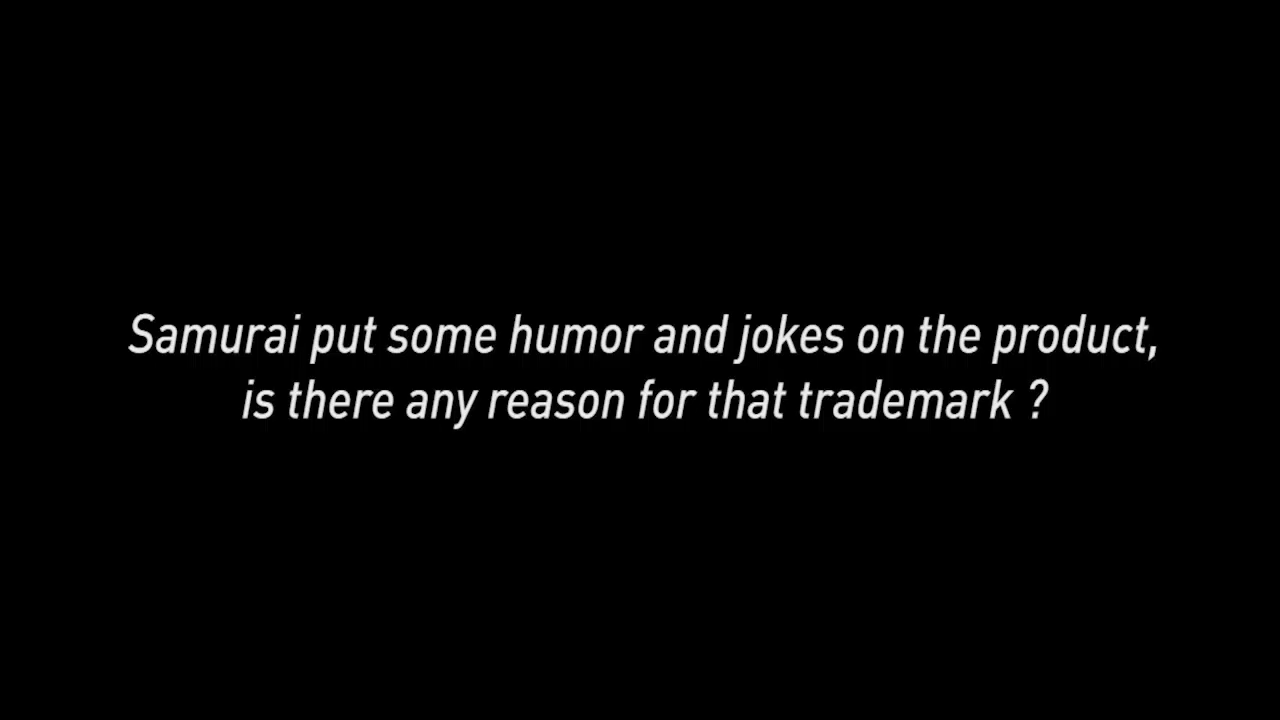 Samurai put some humor and jokes on the product,
is there any reason for that trademark ?